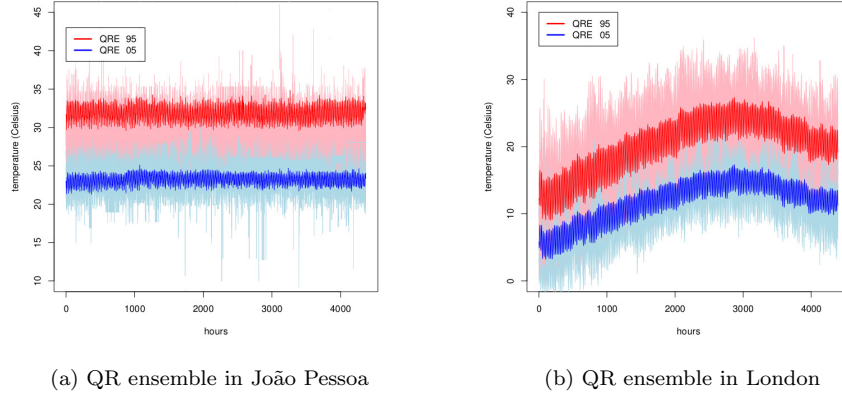 QRE 95
QRE 05
temperature (Celsius)
45
40
35
30
25
20
15
10
0 1000 2000 3000 4000
hours
(a) QR ensemble in João Pessoa
QRE 95
QRE 05
temperature (Celsius)
40
30
20
10
0
0 1000 2000 3000 4000
hours
(b) QR ensemble in London